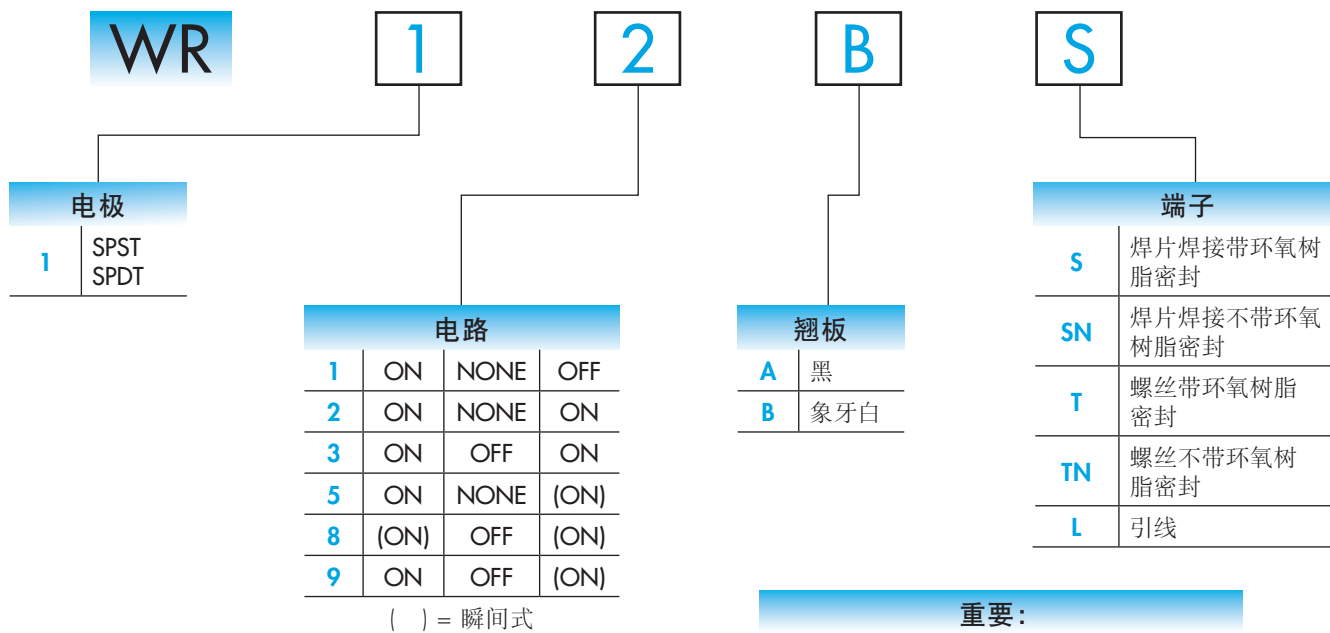 WR 1 2 B S
电极
1 SPST
SPDT
电路
1 ON NONE OFF
2 ON NONE ON
3 ON OFF ON
5 ON NONE (ON)
8 (ON) OFF (ON)
9 ON OFF (ON)
( ) = 瞬间式
翘板
A 黑
B 象牙白
端子
S 焊片焊接带环氧树
脂密封
SN 焊片焊接不带环氧
树脂密封
T 螺丝带环氧树脂
密封
TN 螺丝不带环氧树
脂密封
L 引线
重要：